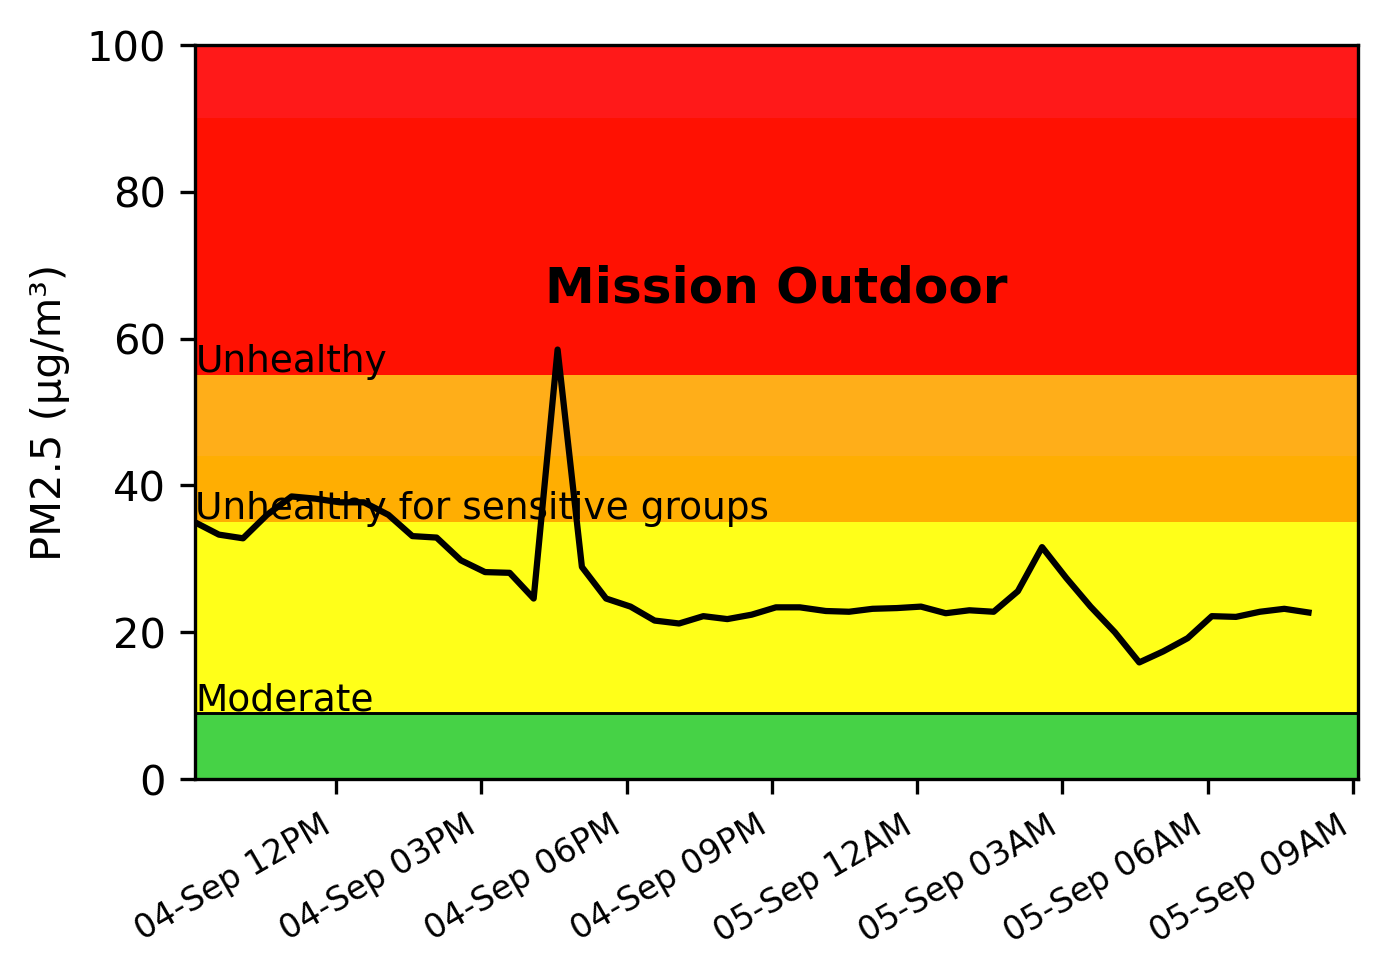 100
80
60
40
20
0
PM2.5 (µg/m³)
Mission Outdoor
Unhealthy
Unhealthy for sensitive groups
Moderate
04-Sep 12PM
04-Sep 03PM
04-Sep 06PM
04-Sep 09PM
05-Sep 12AM
05-Sep 03AM
05-Sep 06AM
05-Sep 09AM